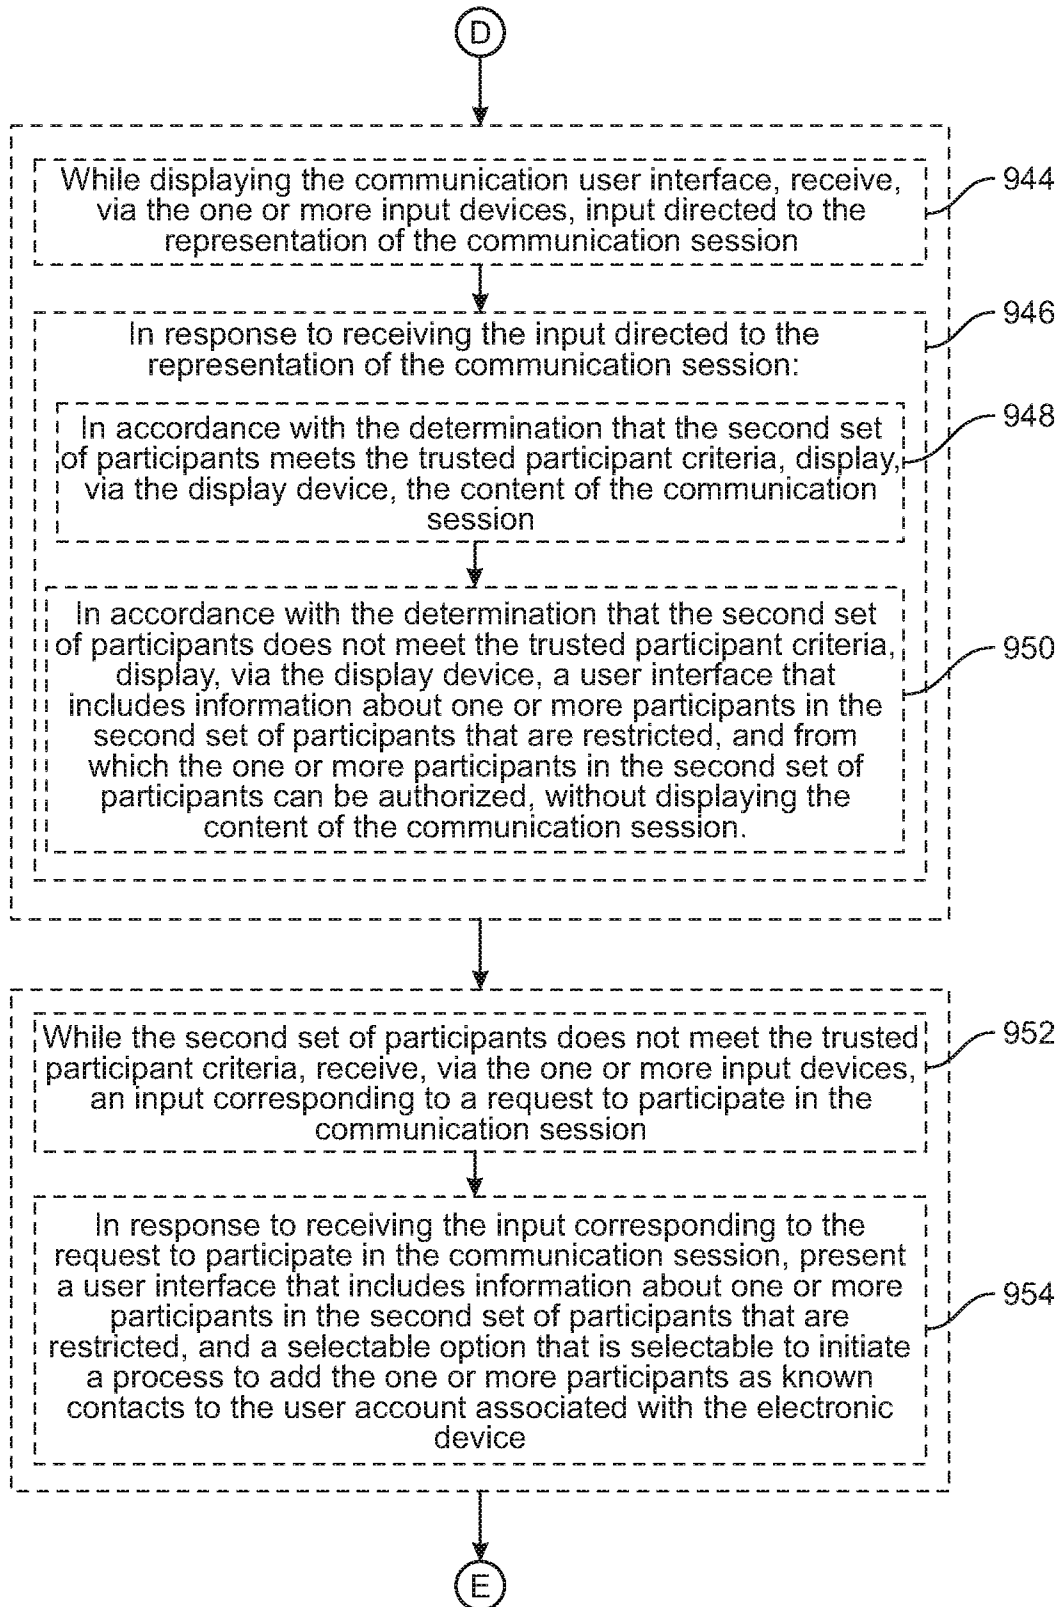 D
While displaying the communication user interface, receive,
via the one or more input devices, input directed to the
representation of the communication session
944
In response to receiving the input directed to the
representation of the communication session:
946
In accordance with the determination that the second set
of participants meets the trusted participant criteria, display,
via the display device, the content of the communication
session
948
In accordance with the determination that the second set
of participants does not meet the trusted participant criteria,
display, via the display device, a user interface that
includes information about one or more participants in the
second set of participants that are restricted, and from
which the one or more participants in the second set of
participants can be authorized, without displaying the
content of the communication session.
950
While the second set of participants does not meet the trusted
participant criteria, receive, via the one or more input devices,
an input corresponding to a request to participate in the
communication session
952
In response to receiving the input corresponding to the
request to participate in the communication session, present
a user interface that includes information about one or more
participants in the second set of participants that are
restricted, and a selectable option that is selectable to initiate
a process to add the one or more participants as known
contacts to the user account associated with the electronic
device
954
E